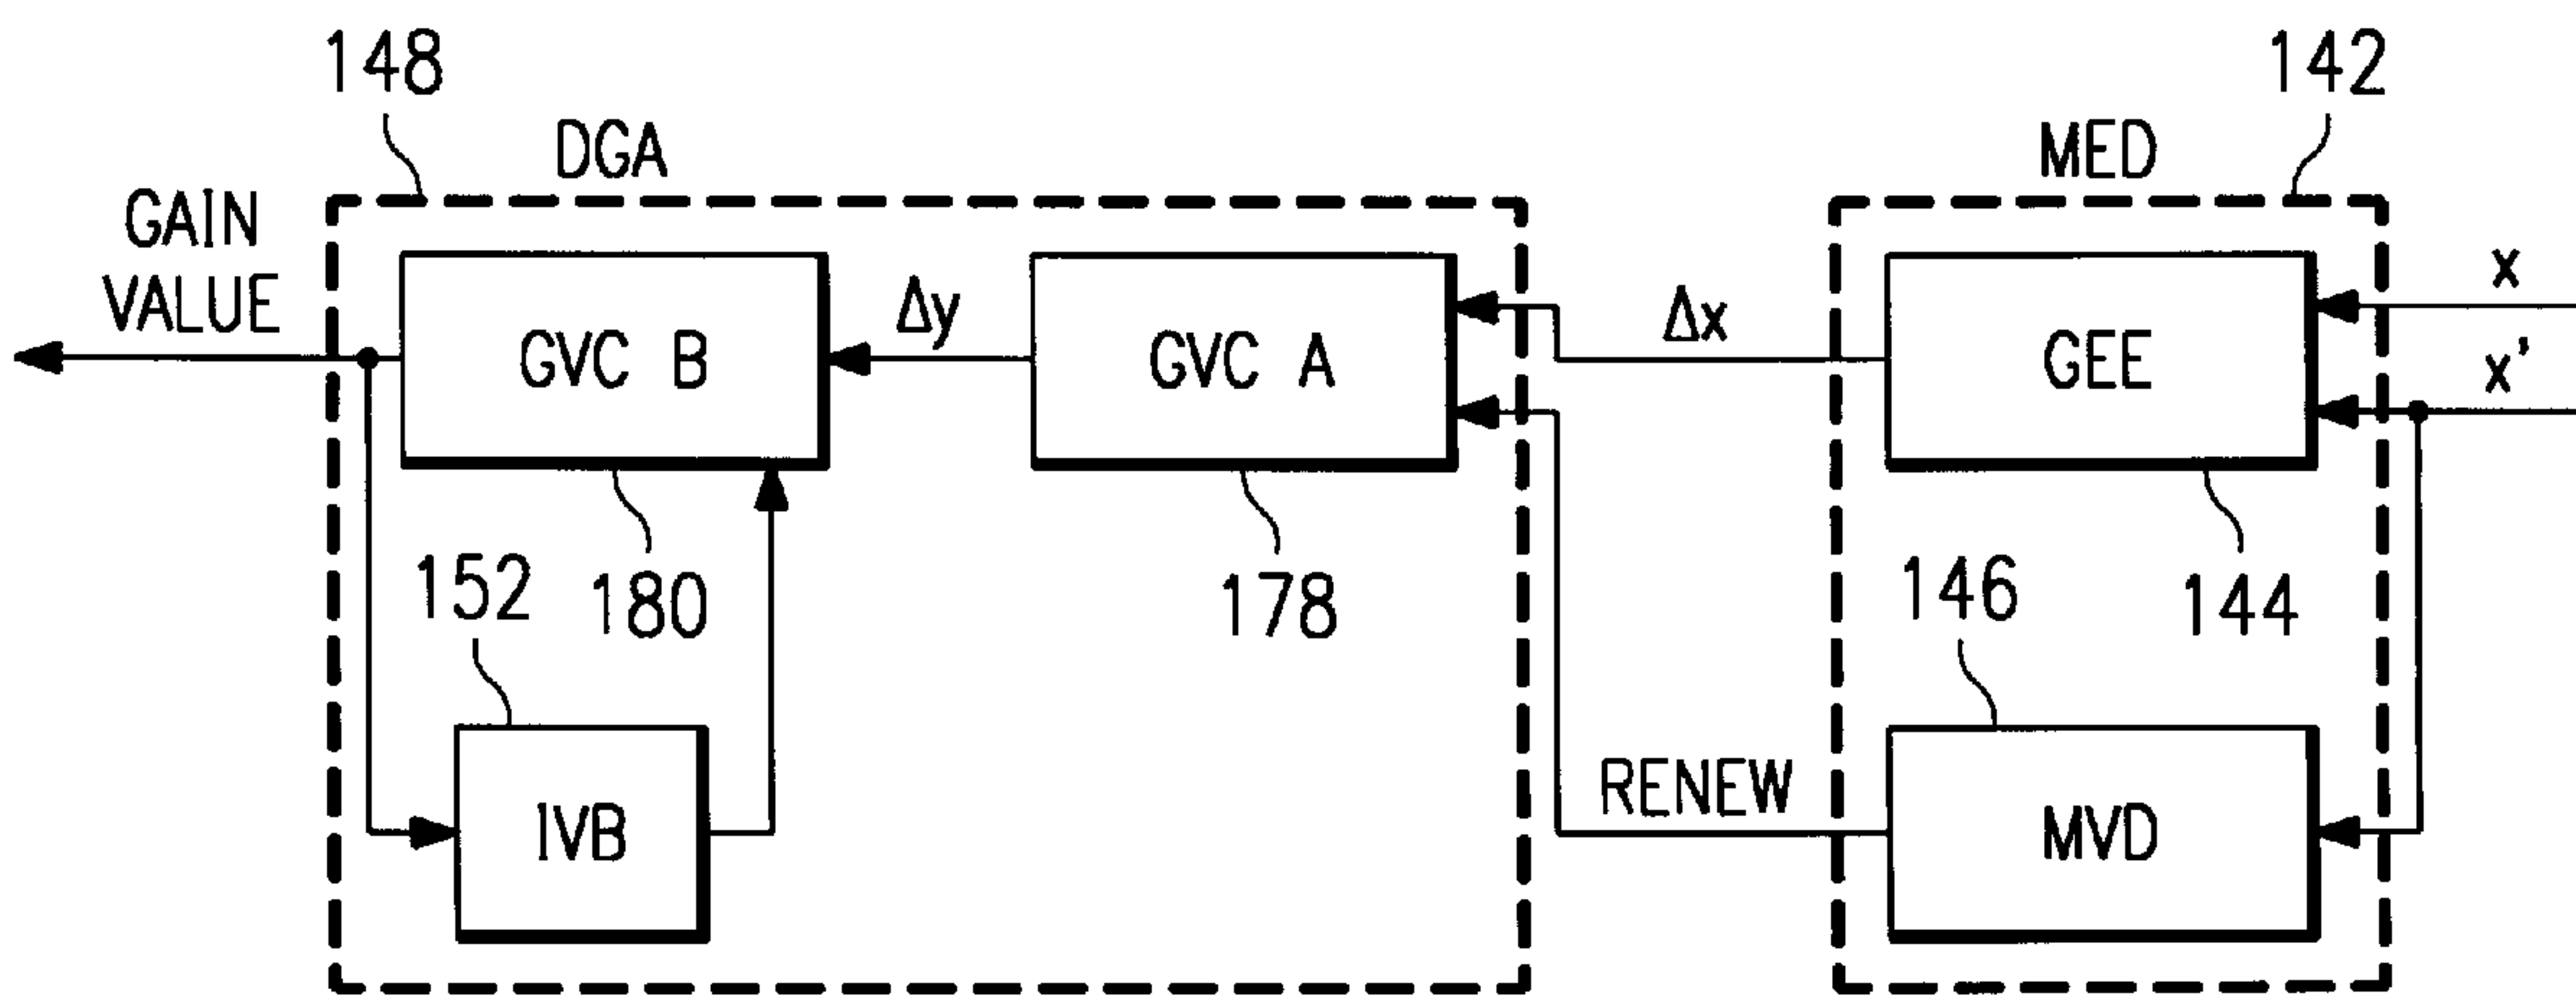 148
142
DGA
MED
GAIN
VALUE
GVC B
Δy
GVC A
Δx
GEE
x
x'
152
180
178
146
144
IVB
RENEW
MVD